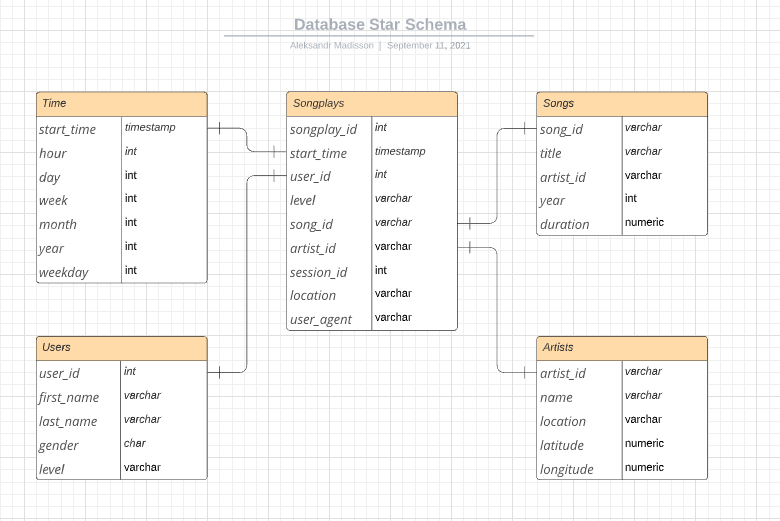 Database Star Schema
Aleksandr Madisson | September 11, 2021
Time
start_time timestamp
hour int
day int
week int
month int
year int
weekday int
Songplays
songplay_id int
start_time timestamp
user_id int
level varchar
song_id varchar
artist_id varchar
session_id int
location varchar
user_agent varchar
Songs
song_id varchar
title varchar
artist_id varchar
year int
duration numeric
Users
user_id int
first_name varchar
last_name varchar
gender char
level varchar
Artists
artist_id varchar
name varchar
location varchar
latitude numeric
longitude numeric